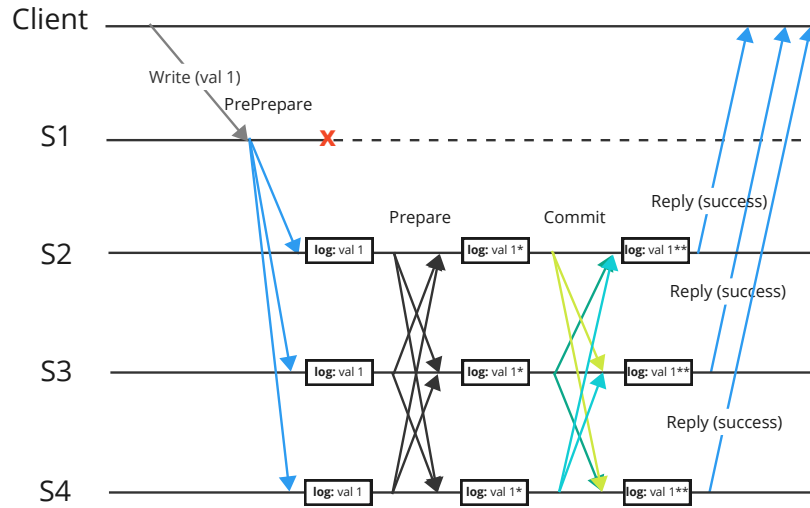 Client
Write (val 1)
PrePrepare
S1
X
Prepare
Commit
Reply (success)
S2
log: val 1
log: val 1*
log: val 1**
Reply (success)
S3
log: val 1
log: val 1*
log: val 1**
Reply (success)
S4
log: val 1
log: val 1*
log: val 1**